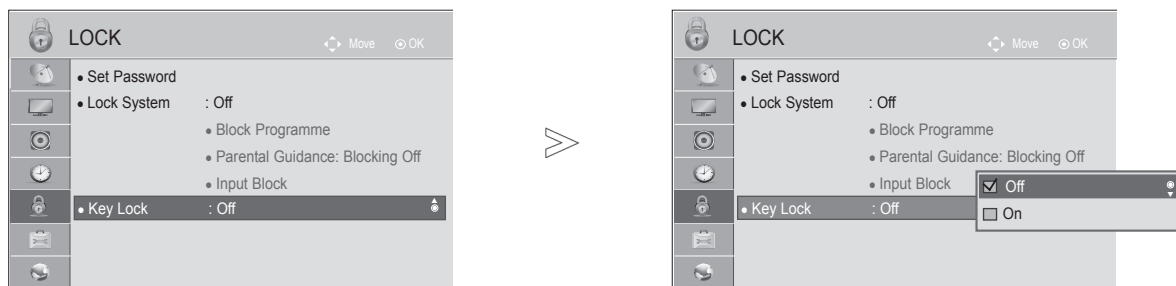 LOCK
Move OK
• Set Password
• Lock System : Off
• Block Programme
• Parental Guidance: Blocking Off
• Input Block
• Key Lock : Off
LOCK
Move OK
• Set Password
• Lock System : Off
• Block Programme
• Parental Guidance: Blocking Off
• Input Block
• Key Lock : Off
Off
On